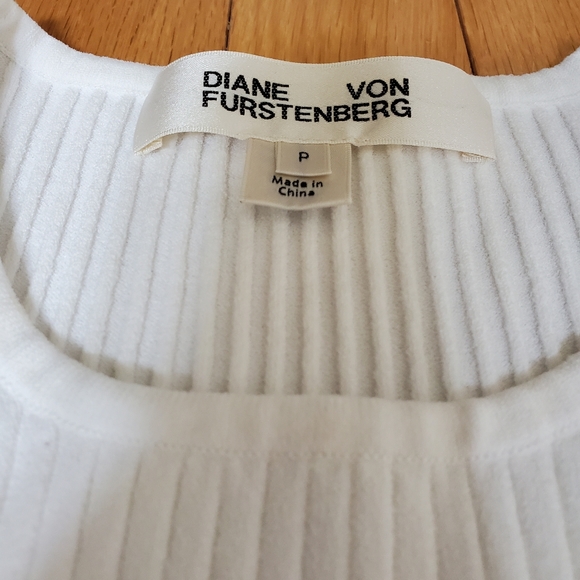 DIANE VON
FURSTENBERG
P
Made in
China